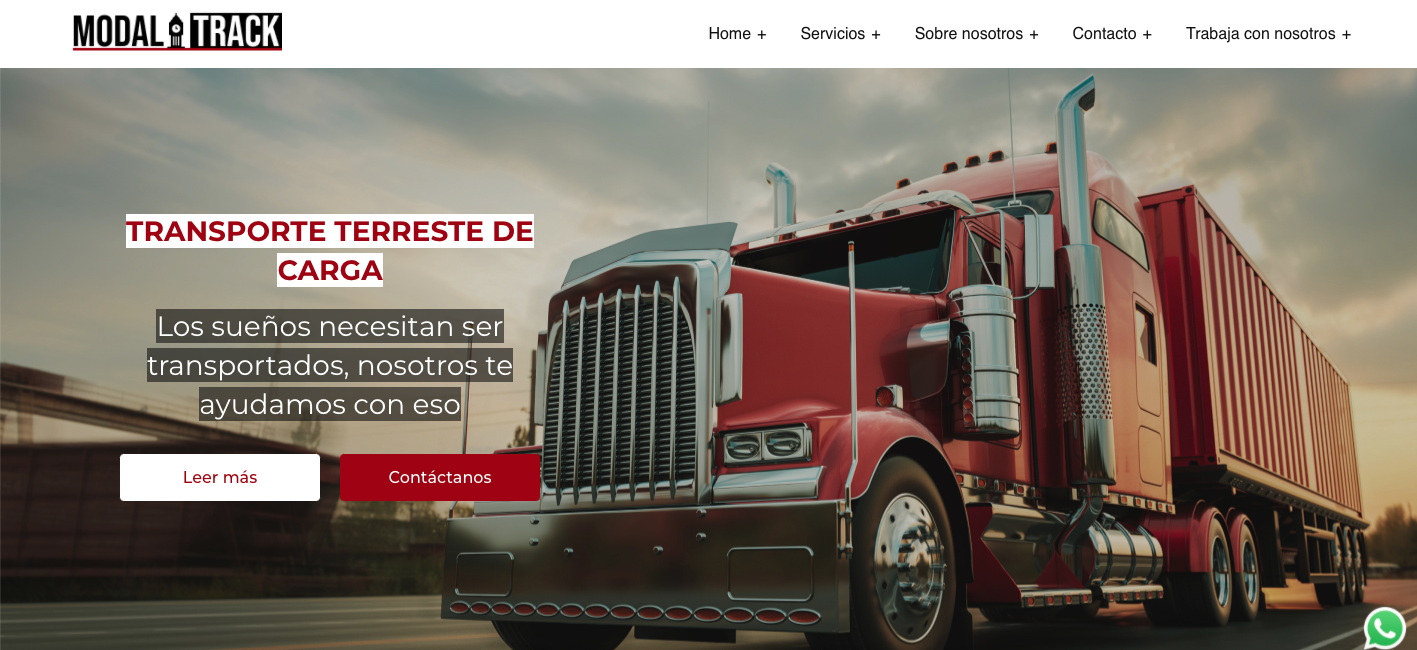 MODAL TRACK
Home +
Servicios +
Sobre nosotros +
Contacto +
Trabaja con nosotros +
TRANSPORTE TERRESTE DE
CARGA
Los sueños necesitan ser
transportados, nosotros te
ayudamos con eso
Leer más
Contáctanos